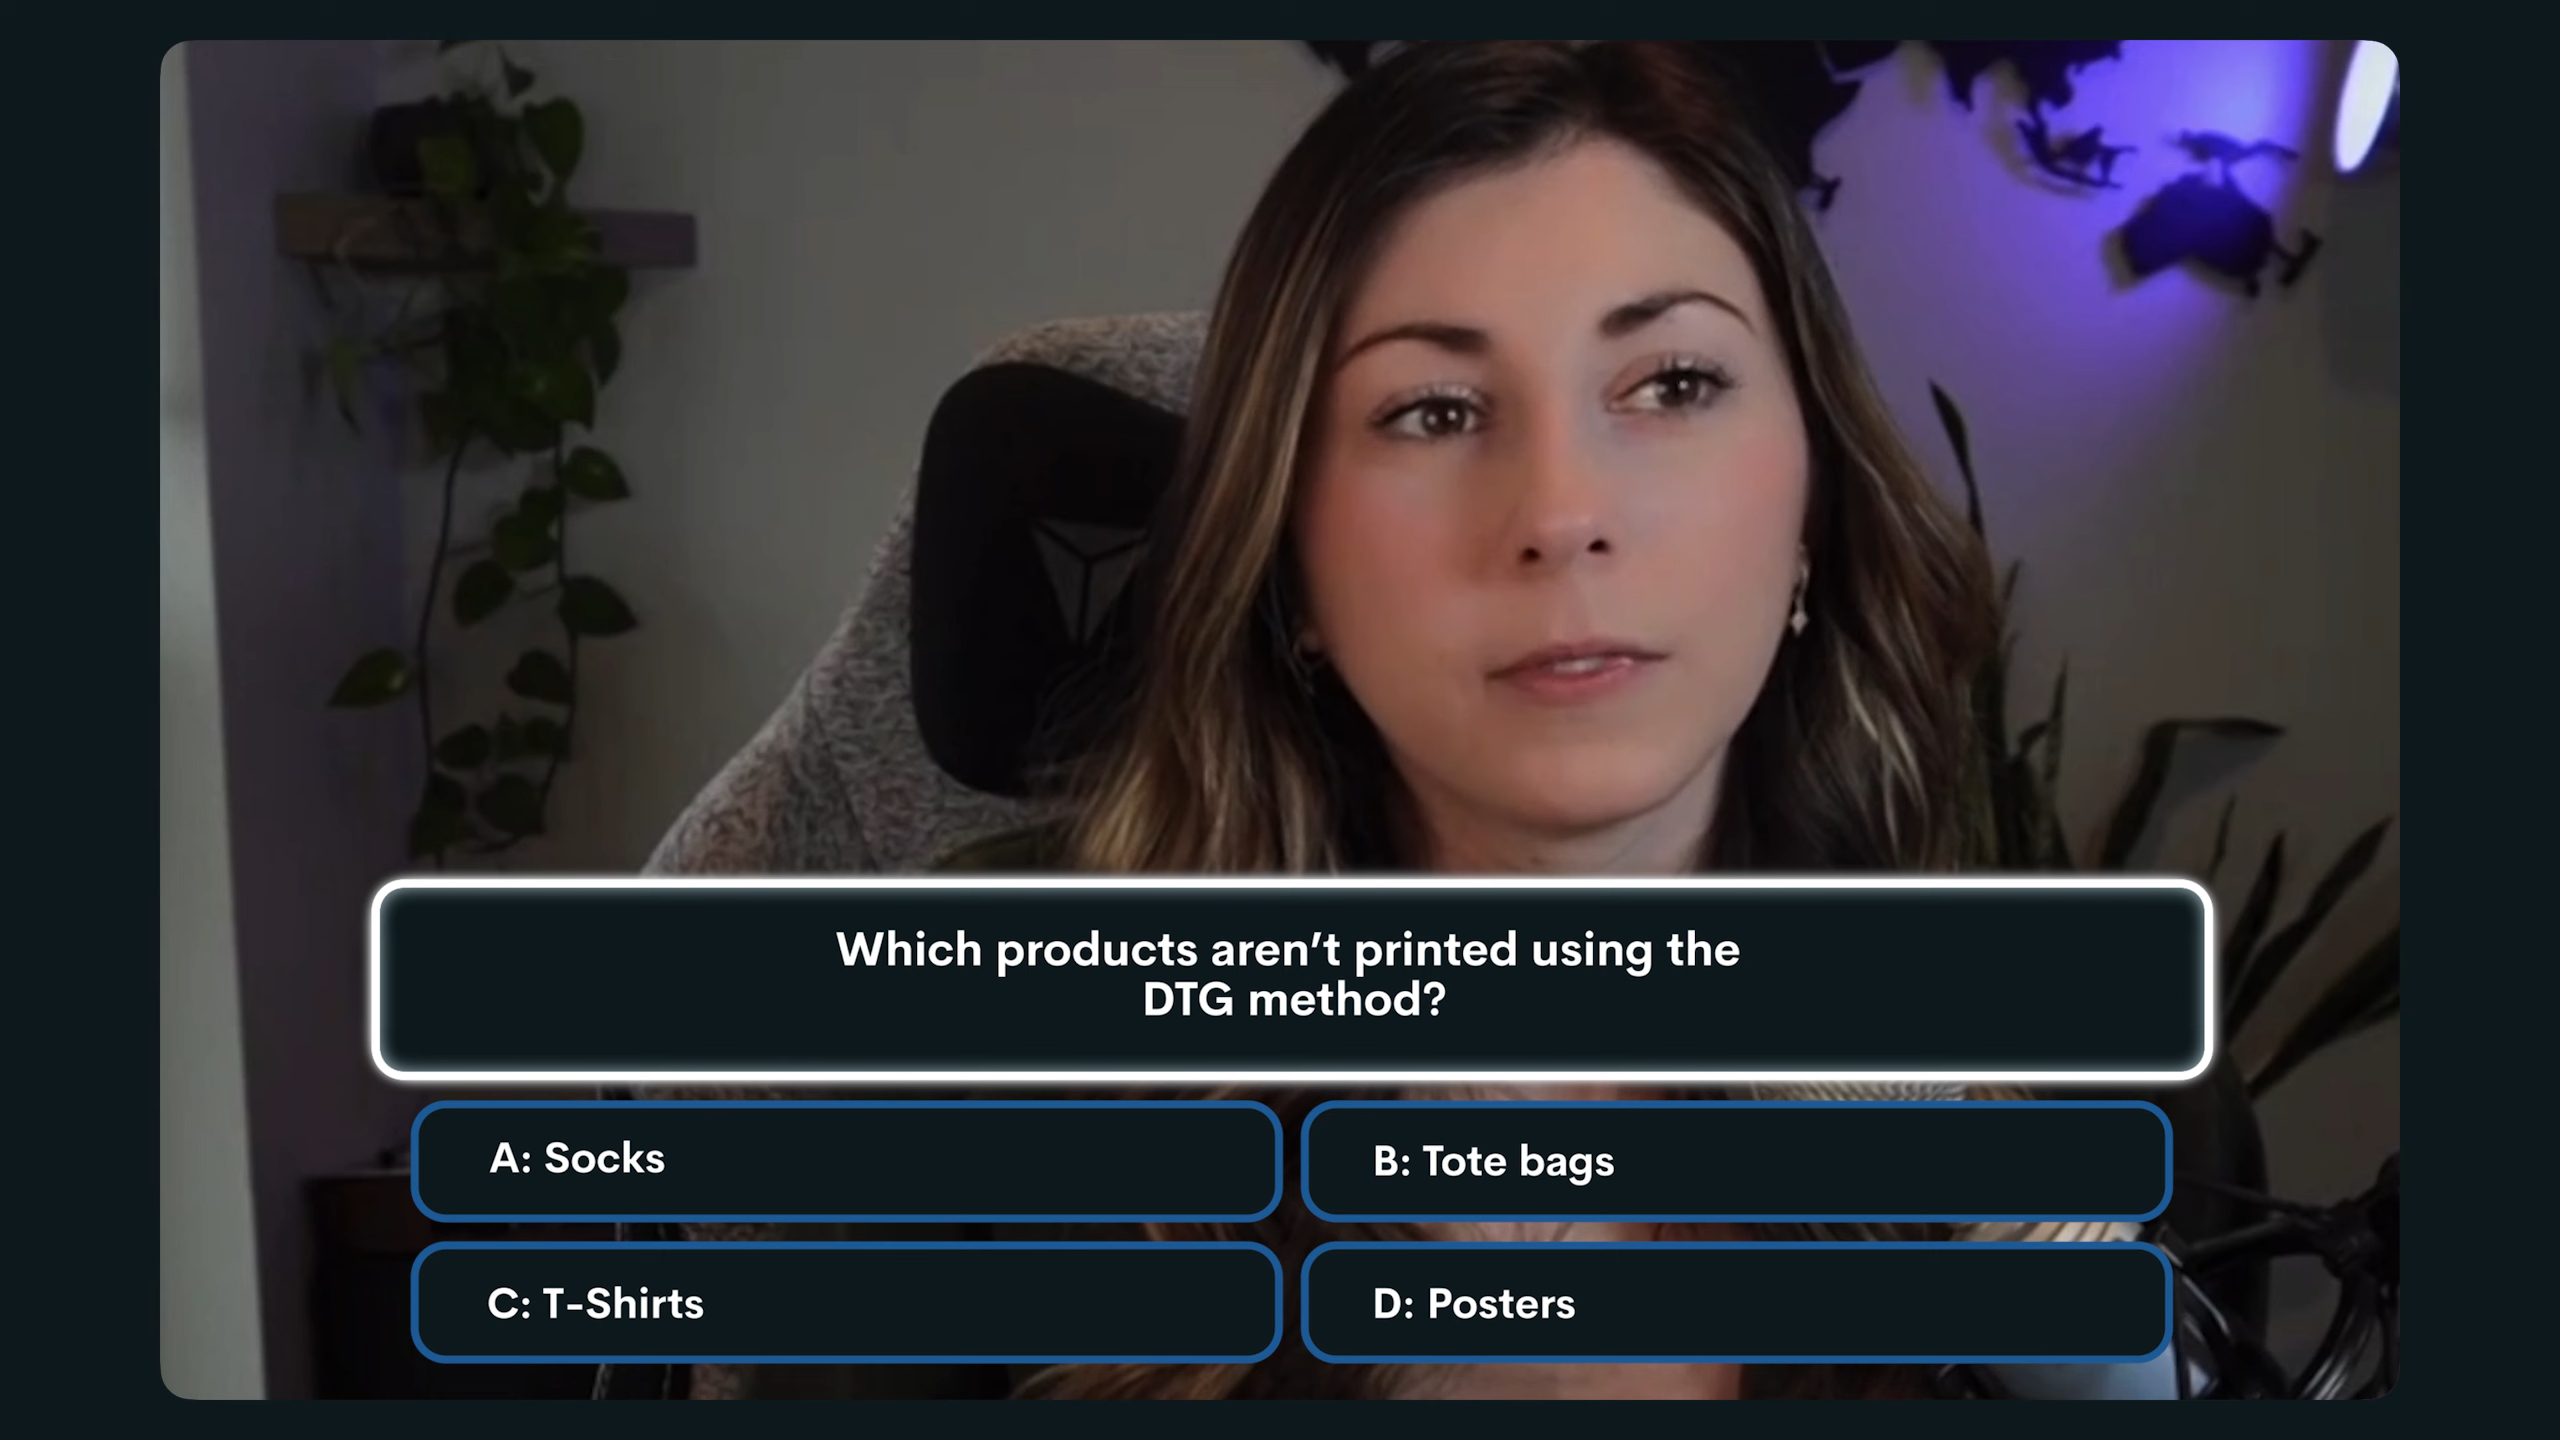 Which products aren’t printed using the
DTG method?
A: Socks
B: Tote bags
C: T-Shirts
D: Posters